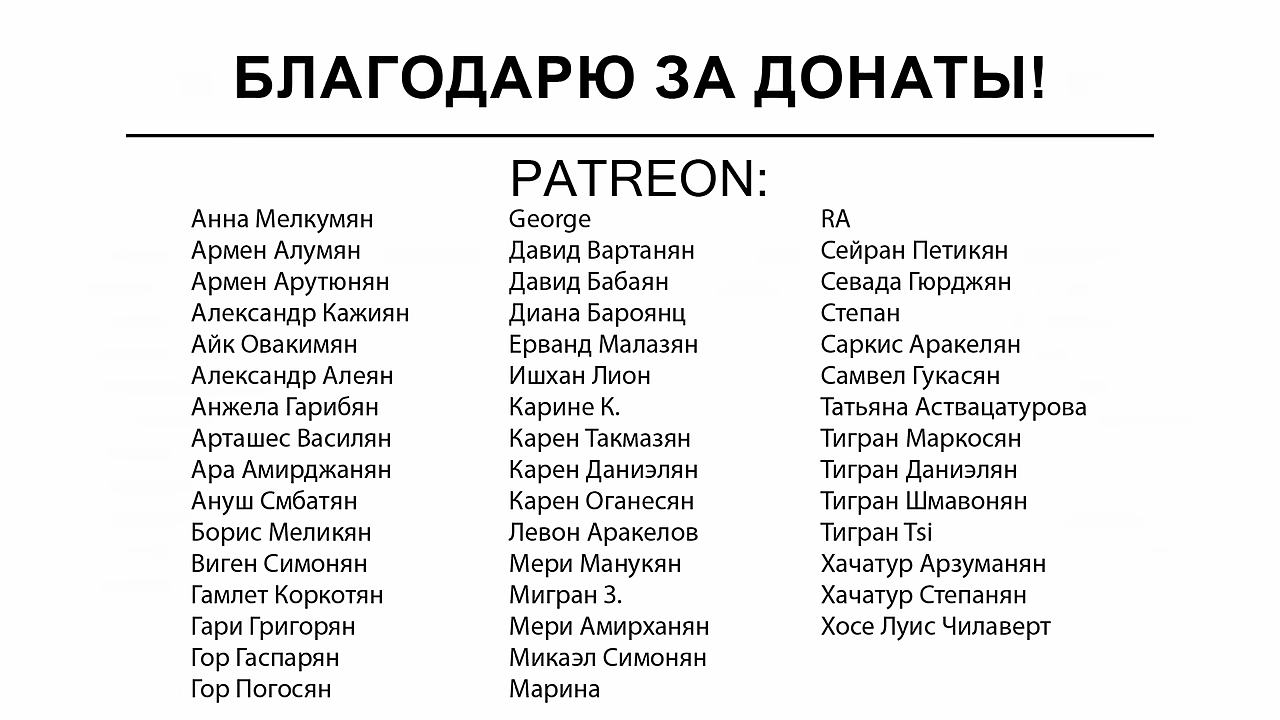 БЛАГОДАРЮ ЗА ДОНАТЫ!
PATREON:
Анна Мелкумян
Армен Алумян
Армен Арутюнян
Александр Кажиян
Айк Овакимян
Александр Алеян
Анжела Гарибян
Арташес Василян
Ара Амирджанян
Ануш Смбатян
Борис Меликян
Виген Симонян
Гамлет Коркотян
Гари Григорян
Гор Гаспарян
Гор Погосян
George
Давид Вартанян
Давид Бабаян
Диана Бароянц
Ерванд Малазян
Ишхан Лион
Карине К.
Карен Такмазян
Карен Даниэлян
Карен Оганесян
Левон Аракелов
Мери Манукян
Мигран З.
Мери Амирханян
Микаэл Симонян
Марина
RA
Сейран Петикян
Севада Гюрджян
Степан
Саркис Аракелян
Самвел Гукасян
Татьяна Аствацатурова
Тигран Маркосян
Тигран Даниэлян
Тигран Шмавонян
Тигран Tsi
Хачатур Арзуманян
Хачатур Степанян
Хосе Луис Чилаверт